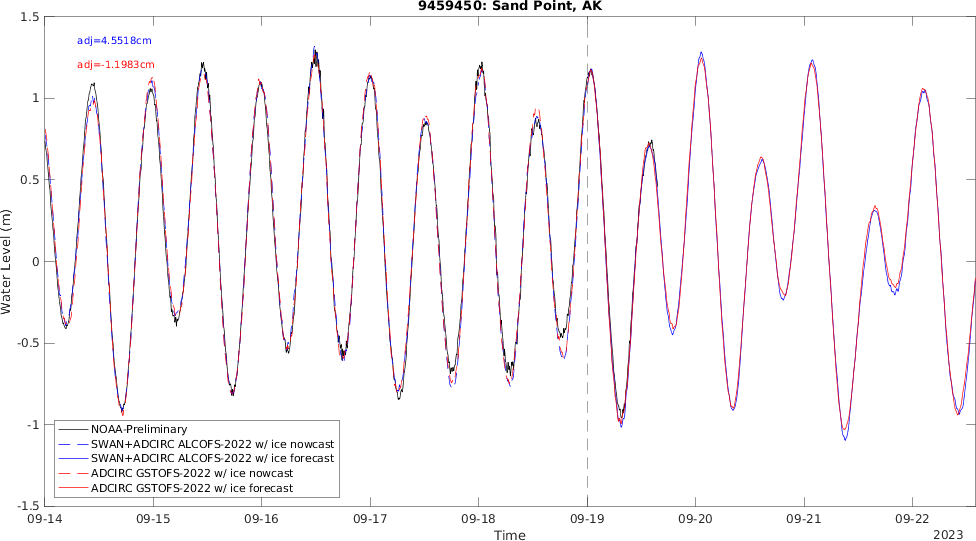 9459450: Sand Point, AK
adj=4.5518cm
adj=-1.1983cm
Water Level (m)
1.5
1
0.5
0
-0.5
-1
-1.5
NOAA-Preliminary
SWAN+ADCIRC ALCOFS-2022 w/ ice nowcast
SWAN+ADCIRC ALCOFS-2022 w/ ice forecast
ADCIRC GSTOFS-2022 w/ ice nowcast
ADCIRC GSTOFS-2022 w/ ice forecast
09-14 09-15 09-16 09-17 09-18 09-19 09-20 09-21 09-22
Time
2023